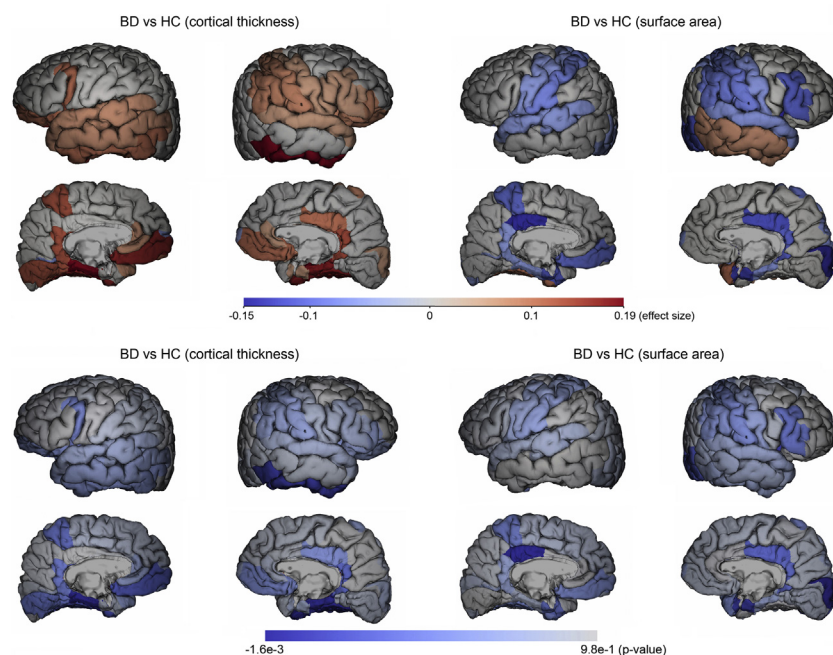 BD vs HC (cortical thickness) BD vs HC (surface area)
-0.15 -0.1 0 0.1 0.19 (effect size)
BD vs HC (cortical thickness) BD vs HC (surface area)
-1.6e-3 9.8e-1 (p-value)